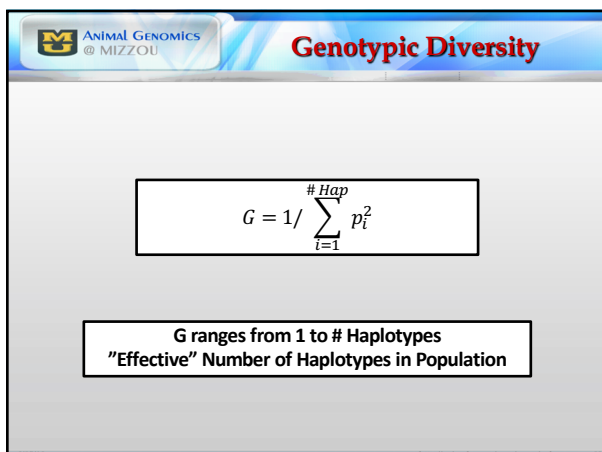 ANIMAL GENOMICS
@ MIZZOU
Genotypic Diversity
# Hap
G = 1/ ∑ p_i^2
i=1
G ranges from 1 to # Haplotypes
”Effective” Number of Haplotypes in Population